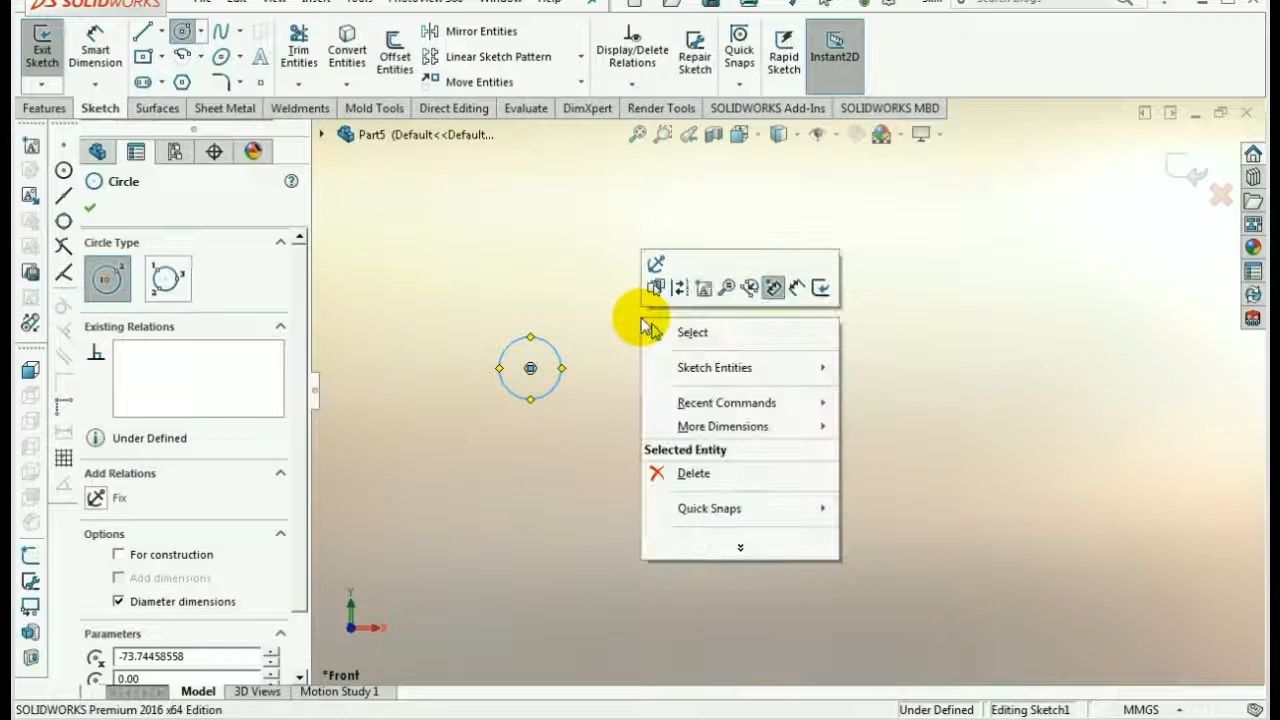 SOLIDWORKS
Exit
Sketch
Smart
Dimension
Trim
Entities
Convert
Entities
Offset
Entities
Mirror Entities
Linear Sketch Pattern
Move Entities
Display/Delete
Relations
Repair
Sketch
Quick
Snaps
Rapid
Sketch
Instant2D
Features
Sketch
Surfaces
Sheet Metal
Weldments
Mold Tools
Direct Editing
Evaluate
DimXpert
Render Tools
SOLIDWORKS Add-Ins
SOLIDWORKS MBD
Part5 (Default<<Default...
Circle
Circle Type
Existing Relations
Under Defined
Add Relations
Fix
Options
For construction
Add dimensions
Diameter dimensions
Parameters
-73.74458558
0.00
Select
Sketch Entities
Recent Commands
More Dimensions
Selected Entity
Delete
Quick Snaps
Y
X
*Front
Model
3D Views
Motion Study 1
SOLIDWORKS Premium 2016 x64 Edition
Under Defined
Editing Sketch1
MMGS